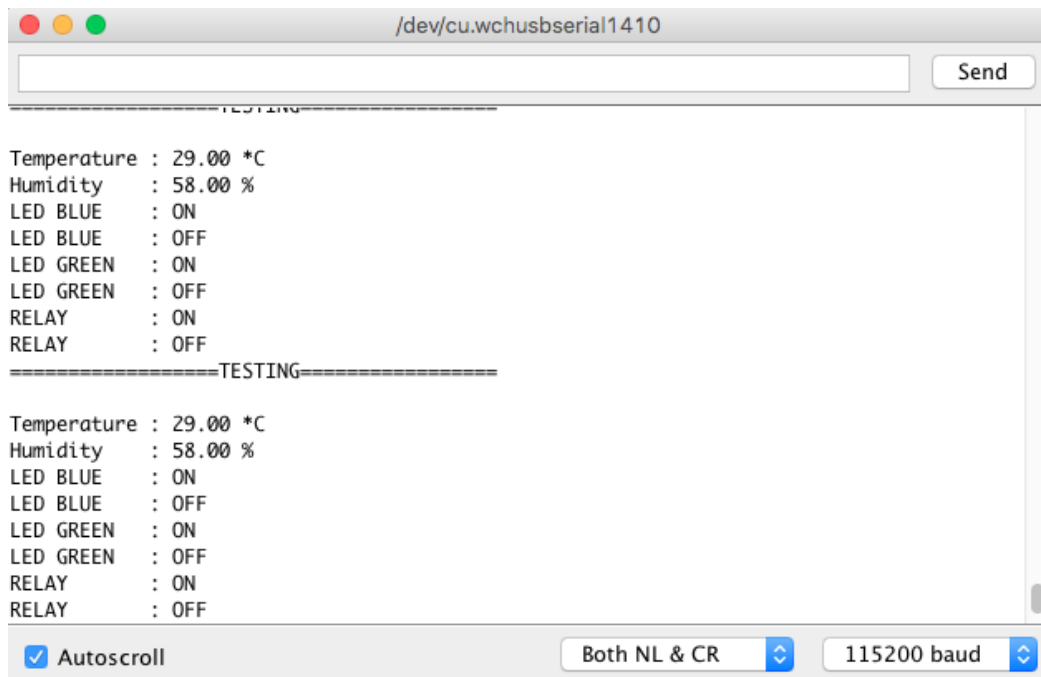 /dev/cu.wchusbserial1410
Send
==================TESTING=================
Temperature : 29.00 *C
Humidity    : 58.00 %
LED BLUE    : ON
LED BLUE    : OFF
LED GREEN   : ON
LED GREEN   : OFF
RELAY       : ON
RELAY       : OFF
==================TESTING=================
Temperature : 29.00 *C
Humidity    : 58.00 %
LED BLUE    : ON
LED BLUE    : OFF
LED GREEN   : ON
LED GREEN   : OFF
RELAY       : ON
RELAY       : OFF
Autoscroll
Both NL & CR
115200 baud